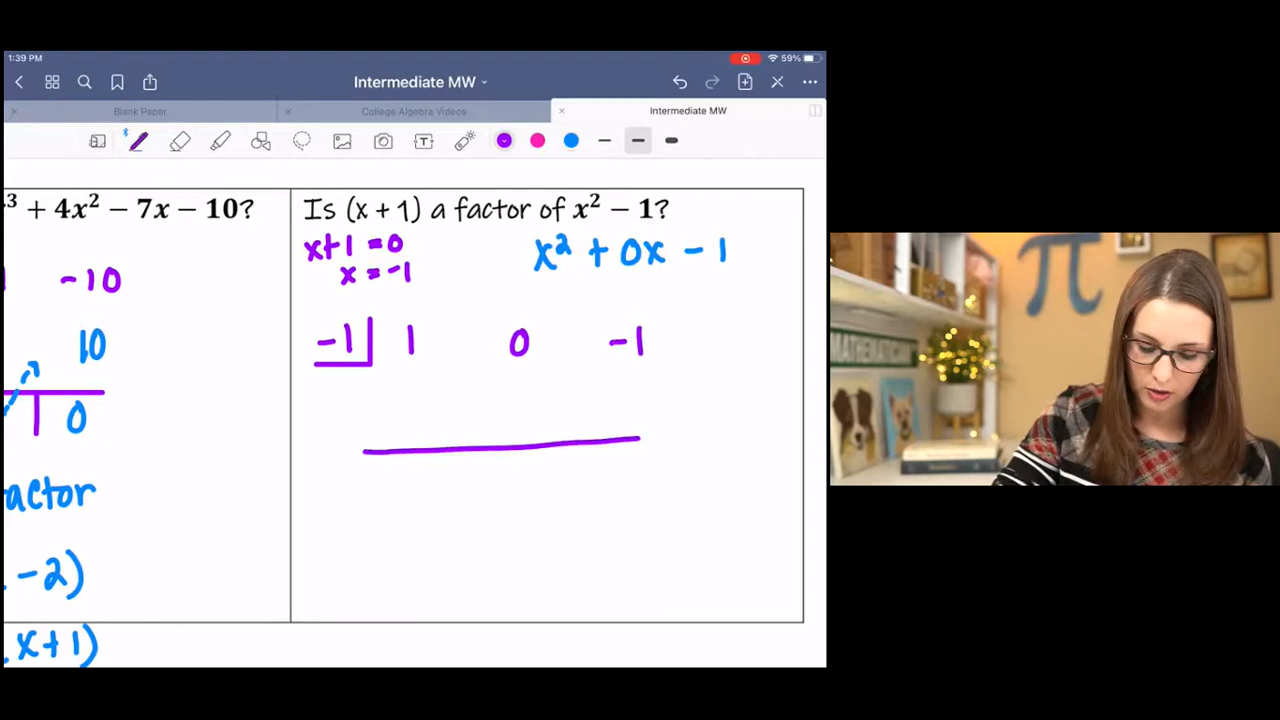 1:39 PM
59%
Intermediate MW
Blank Paper
College Algebra Videos
Intermediate MW
³ + 4x² − 7x − 10?
Is (x + 1) a factor of x² − 1?
x+1 = 0
x = -1
x² + 0x − 1
-10
-1 1 0 -1
10
0
actor
-2)
x+1)
MATHEMATIC
π